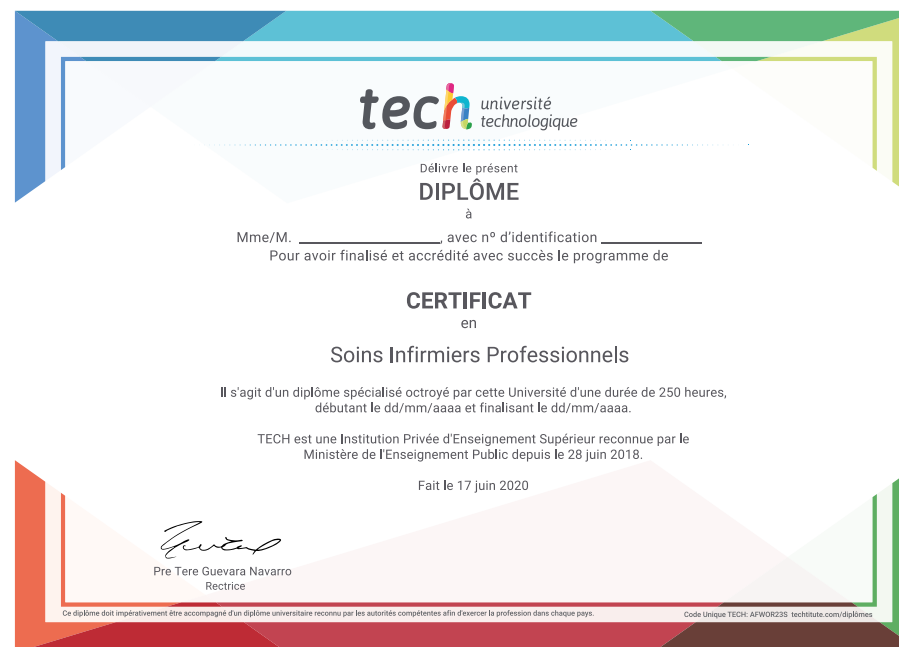 tech université
technologique
Délivre le présent
DIPLÔME
à
Mme/M. ____________________, avec nº d'identification ______________
Pour avoir finalisé et accrédité avec succès le programme de
CERTIFICAT
en
Soins Infirmiers Professionnels
Il s'agit d'un diplôme spécialisé octroyé par cette Université d'une durée de 250 heures,
débutant le dd/mm/aaaa et finalisant le dd/mm/aaaa.
TECH est une Institution Privée d'Enseignement Supérieur reconnue par le
Ministère de l'Enseignement Public depuis le 28 juin 2018.
Fait le 17 juin 2020
Pre Tere Guevara Navarro
Rectrice
Ce diplôme doit impérativement être accompagné d'un diplôme universitaire reconnu par les autorités compétentes afin d'exercer la profession dans chaque pays.
Code Unique TECH: AFWOR23S techtitute.com/diplômes